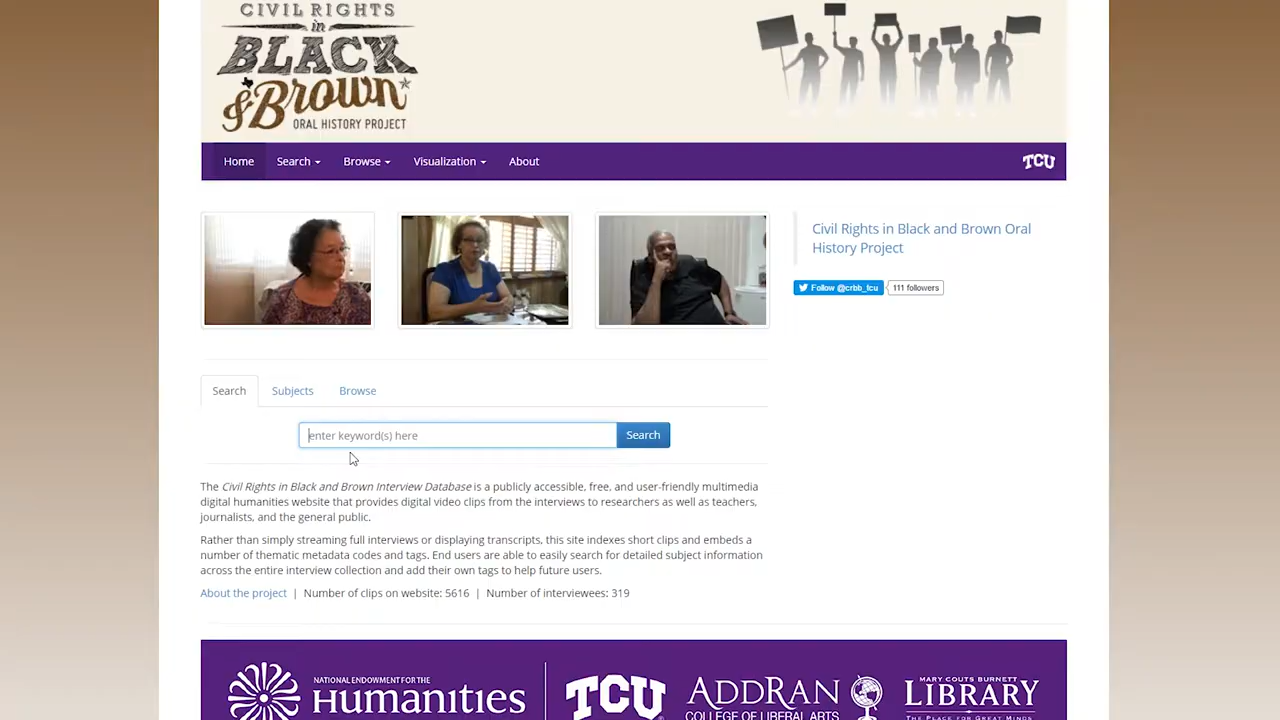 CIVIL RIGHTS
in
BLACK
& Brown
ORAL HISTORY PROJECT
Home Search Browse Visualization About TCU
Civil Rights in Black and Brown Oral
History Project
Follow @crbb_tcu 111 followers
Search Subjects Browse
enter keyword(s) here Search
The Civil Rights in Black and Brown Interview Database is a publicly accessible, free, and user-friendly multimedia
digital humanities website that provides digital video clips from the interviews to researchers as well as teachers,
journalists, and the general public.
Rather than simply streaming full interviews or displaying transcripts, this site indexes short clips and embeds a
number of thematic metadata codes and tags. End users are able to easily search for detailed subject information
across the entire interview collection and add their own tags to help future users.
About the project | Number of clips on website: 5616 | Number of interviewees: 319
NATIONAL ENDOWMENT FOR THE
Humanities
TCU
ADDRAN
COLLEGE OF LIBERAL ARTS
MARY COUTS BURNETT
LIBRARY
THE PLACE FOR GREAT MINDS